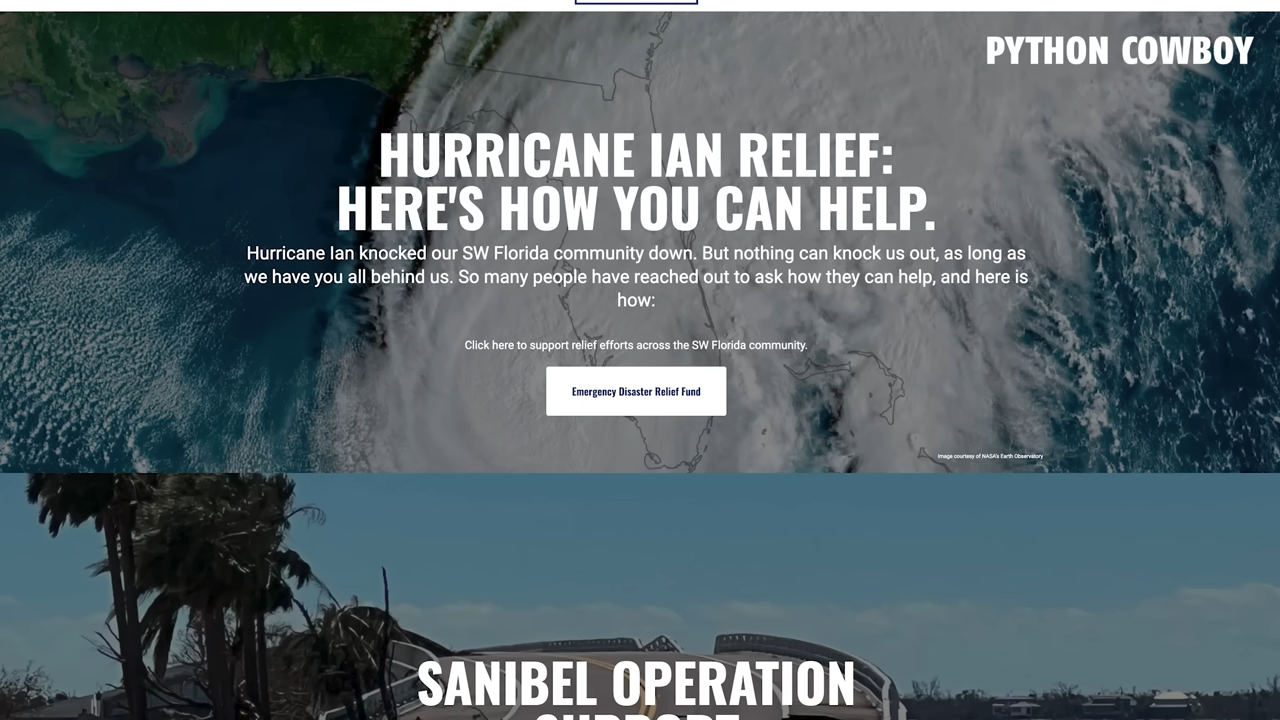 PYTHON COWBOY
HURRICANE IAN RELIEF:
HERE'S HOW YOU CAN HELP.
Hurricane Ian knocked our SW Florida community down. But nothing can knock us out, as long as
we have you all behind us. So many people have reached out to ask how they can help, and here is
how:
Click here to support relief efforts across the SW Florida community.
Emergency Disaster Relief Fund
Image courtesy of NASA's Earth Observatory
SANIBEL OPERATION
SUPPORT